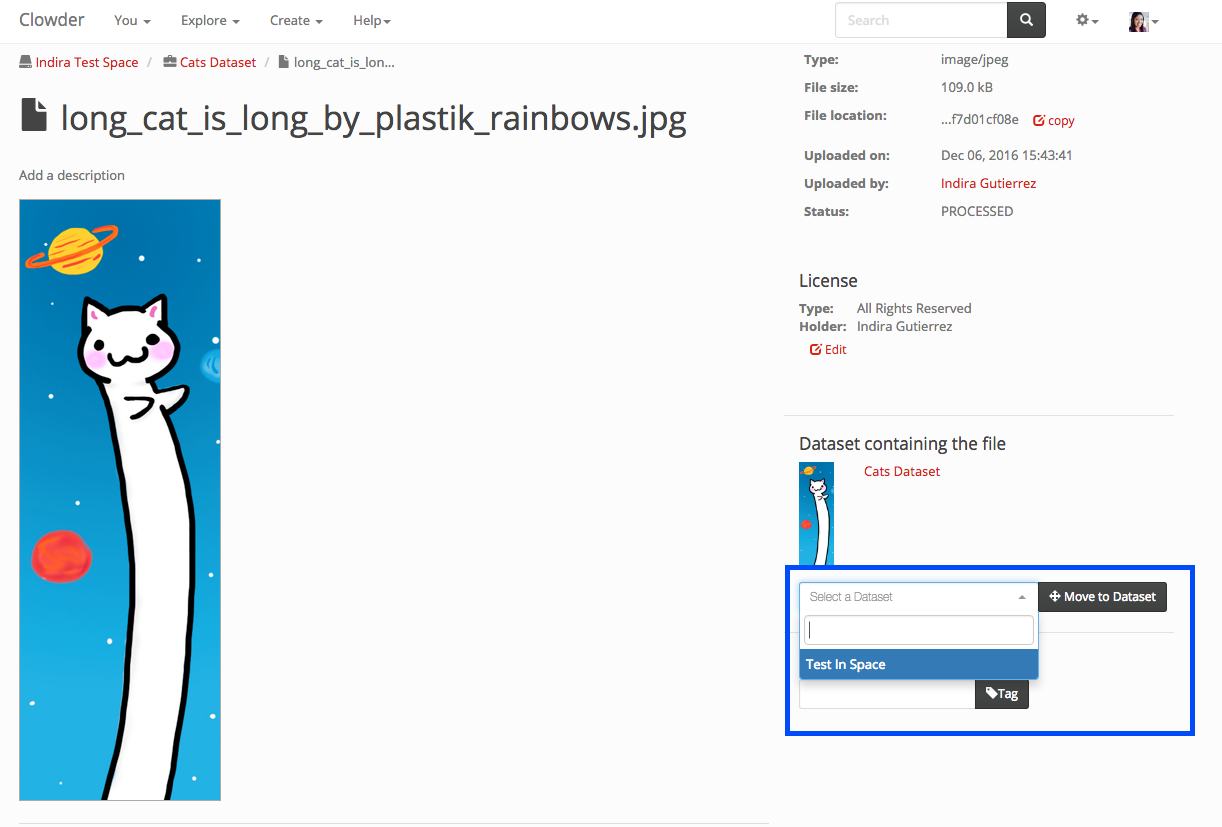 Clowder You Explore Create Help Search
Indira Test Space / Cats Dataset / long_cat_is_lon...
long_cat_is_long_by_plastik_rainbows.jpg
Add a description
Type: image/jpeg
File size: 109.0 kB
File location: ...f7d01cf08e copy
Uploaded on: Dec 06, 2016 15:43:41
Uploaded by: Indira Gutierrez
Status: PROCESSED
License
Type: All Rights Reserved
Holder: Indira Gutierrez
Edit
Dataset containing the file
Cats Dataset
Select a Dataset Move to Dataset
Test In Space
Tag